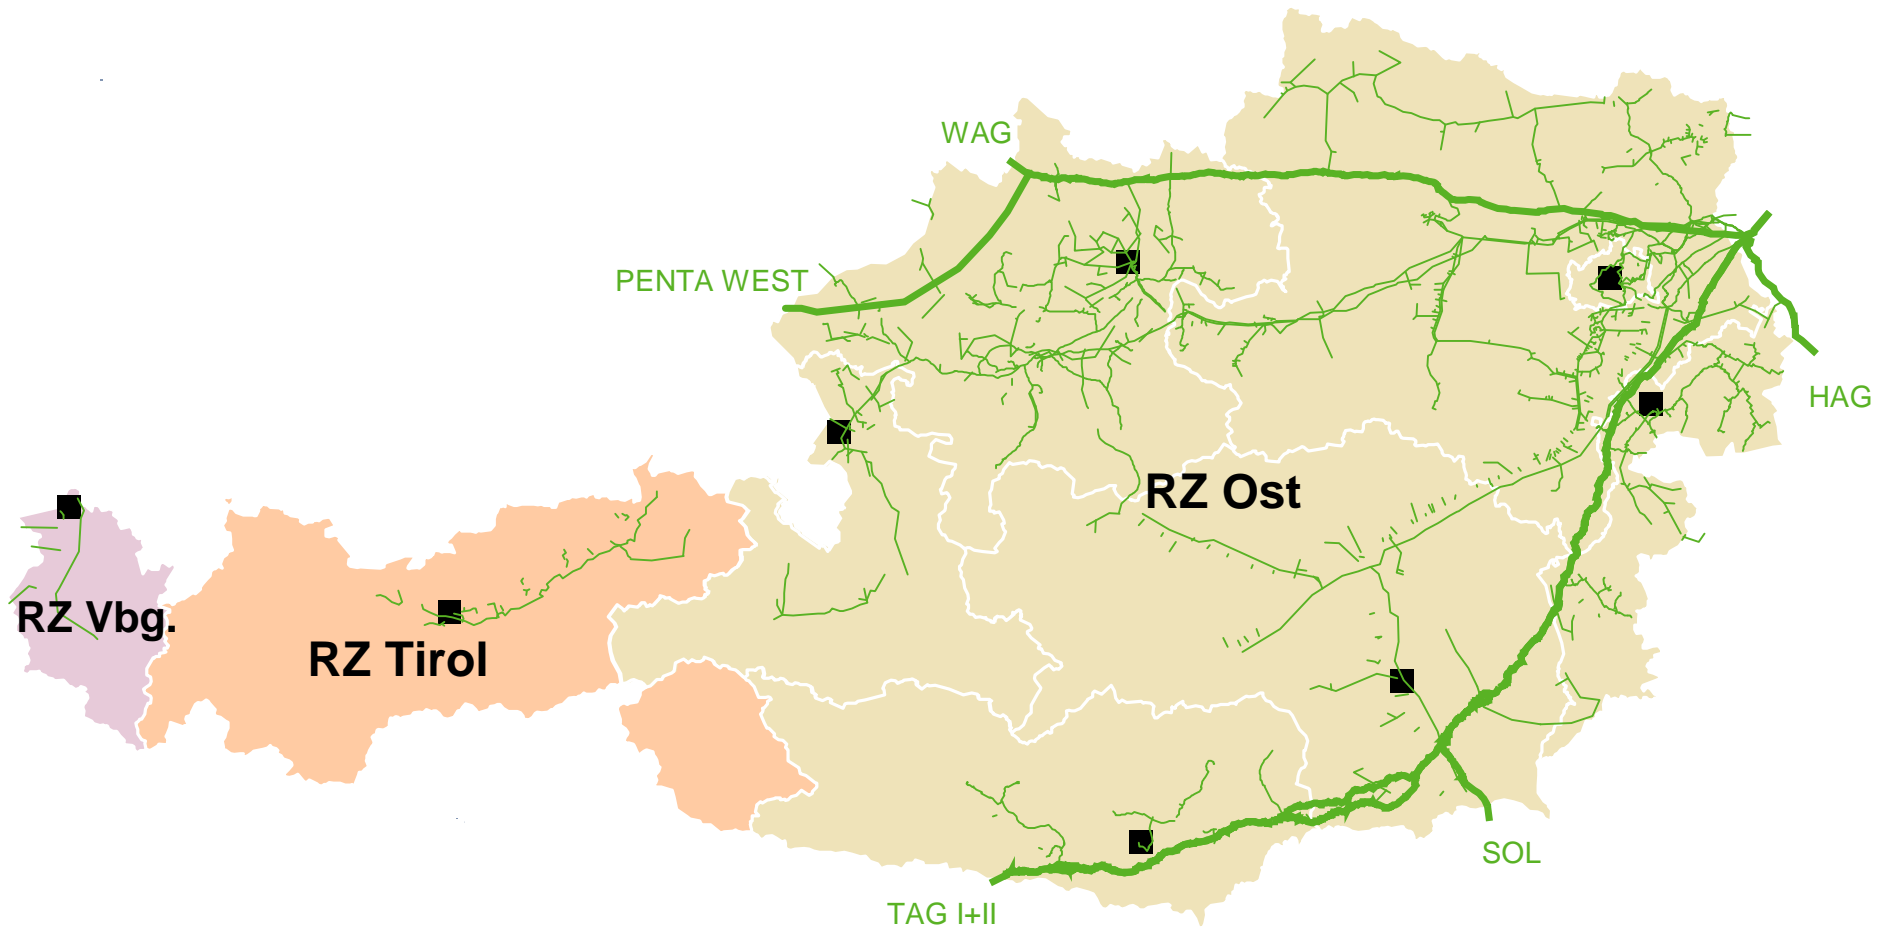 WAG
PENTA WEST
HAG
RZ Ost
RZ Vbg.
RZ Tirol
SOL
TAG I+II